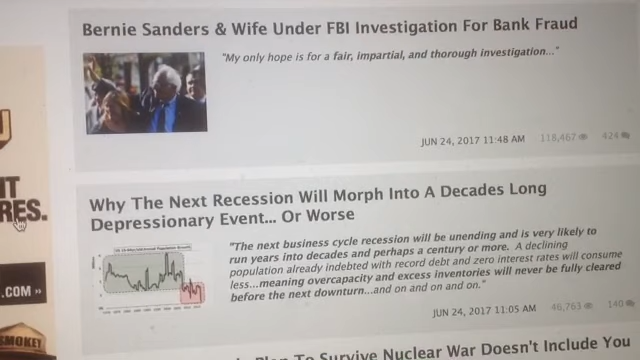 Bernie Sanders & Wife Under FBI Investigation For Bank Fraud
"My only hope is for a fair, impartial, and thorough investigation..."
JUN 24, 2017 11:48 AM 116,467 424
IT
RES.
Why The Next Recession Will Morph Into A Decades Long
Depressionary Event... Or Worse
"The next business cycle recession will be unending and is very likely to
run years into decades and perhaps a century or more. A declining
population already indebted with record debt and zero interest rates will consume
less...meaning overcapacity and excess inventories will never be fully cleared
before the next downturn...and on and on and on."
.COM »
JUN 24, 2017 11:05 AM 46,763 140
SMOKEY
Plan To Survive Nuclear War Doesn't Include You